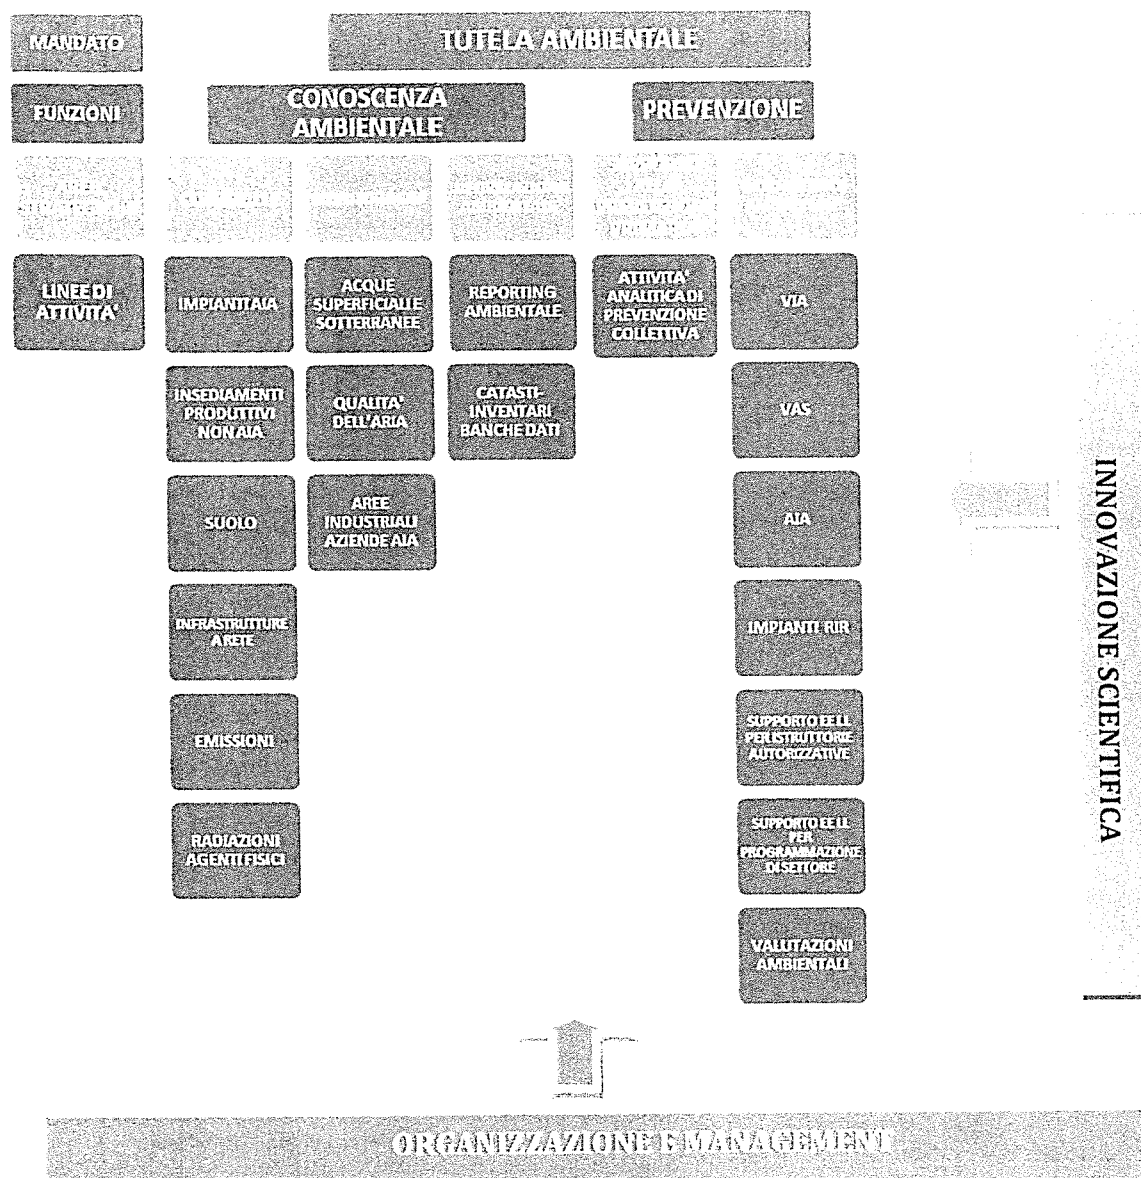 MANDATO
TUTELA AMBIENTALE
FUNZIONI
CONOSCENZA
AMBIENTALE
PREVENZIONE
LINEE DI
ATTIVITA'
IMPIANTI AIA
ACQUE
SUPERFICIALI E
SOTTERRANEE
REPORTING
AMBIENTALE
ATTIVITA'
ANALITICA DI
PREVENZIONE
COLLETTIVA
VIA
INSEDIAMENTI
PRODUTTIVI
NON AIA
QUALITA'
DELL'ARIA
CATASTI-
INVENTARI
BANCHE DATI
VAS
SUOLO
AREE
INDUSTRIALI
AZIENDE AIA
AIA
INFRASTRUTTURE
A RETE
IMPIANTI RIR
EMISSIONI
SUPPORTO EE LL
PER ISTRUTTORIE
AUTORIZZATIVE
RADIAZIONI
AGENTI FISICI
SUPPORTO EE LL
PER
PROGRAMMAZIONE
DI SETTORE
VALUTAZIONI
AMBIENTALI
INNOVAZIONE SCIENTIFICA
ORGANIZZAZIONE E MANAGEMENT